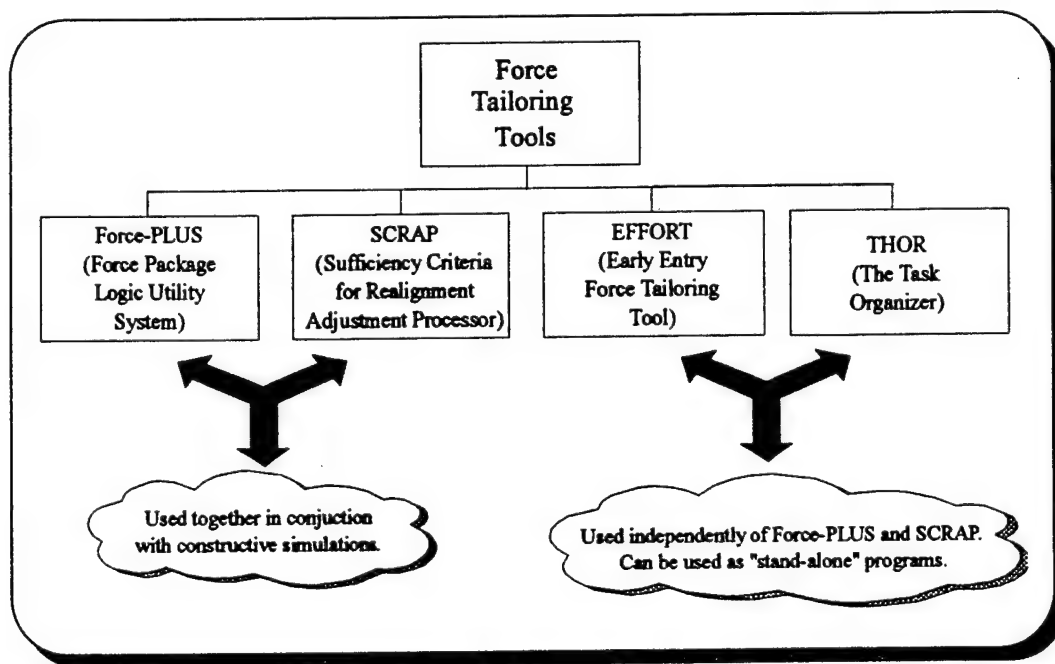 Force
Tailoring
Tools
Force-PLUS
(Force Package
Logic Utility
System)
SCRAP
(Sufficiency Criteria
for Realignment
Adjustment Processor)
EFFORT
(Early Entry
Force Tailoring
Tool)
THOR
(The Task
Organizer)
Used together in conjuction
with constructive simulations.
Used independently of Force-PLUS and SCRAP.
Can be used as "stand-alone" programs.